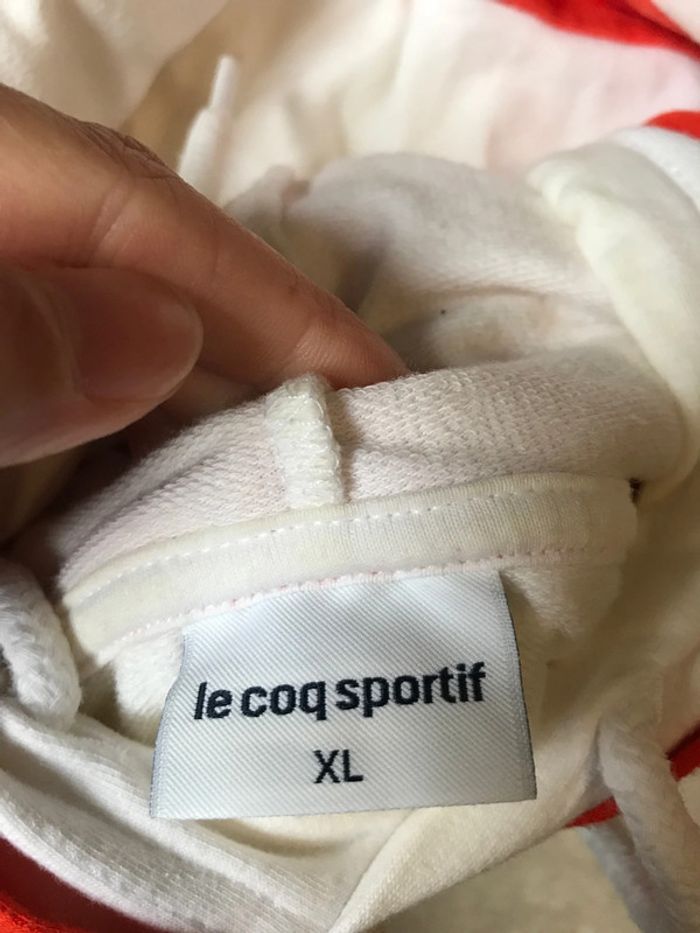 le coq sportif
XL